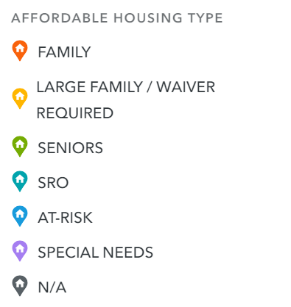 AFFORDABLE HOUSING TYPE
FAMILY
LARGE FAMILY / WAIVER
REQUIRED
SENIORS
SRO
AT-RISK
SPECIAL NEEDS
N/A